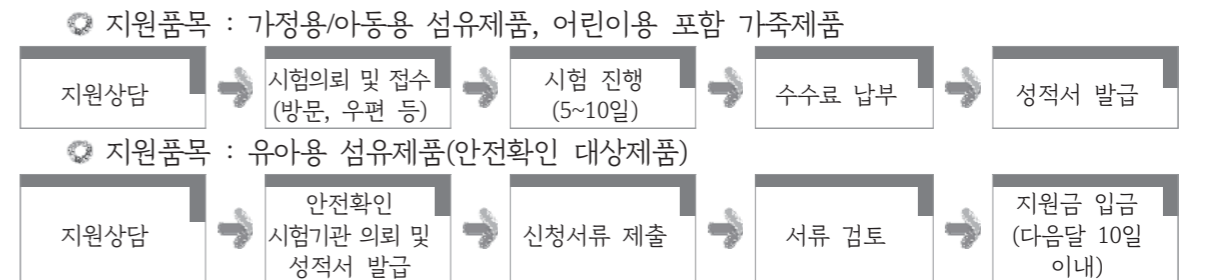 지원품목 : 가정용/아동용 섬유제품, 어린이용 포함 가죽제품
지원상담
시험의뢰 및 접수
(방문, 우편 등)
시험 진행
(5~10일)
수수료 납부
성적서 발급
지원품목 : 유아용 섬유제품(안전확인 대상제품)
지원상담
안전확인
시험기관 의뢰 및
성적서 발급
신청서류 제출
서류 검토
지원금 입금
(다음달 10일
이내)